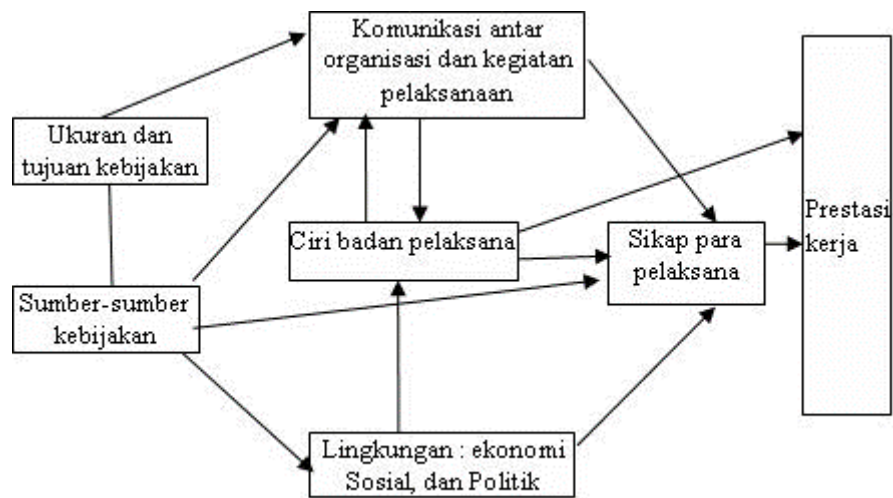 Komunikasi antar
organisasi dan kegiatan
pelaksanaan
Ukuran dan
tujuan kebijakan
Ciri badan pelaksana
Sikap para
pelaksana
Prestasi
kerja
Sumber-sumber
kebijakan
Lingkungan : ekonomi
Sosial, dan Politik